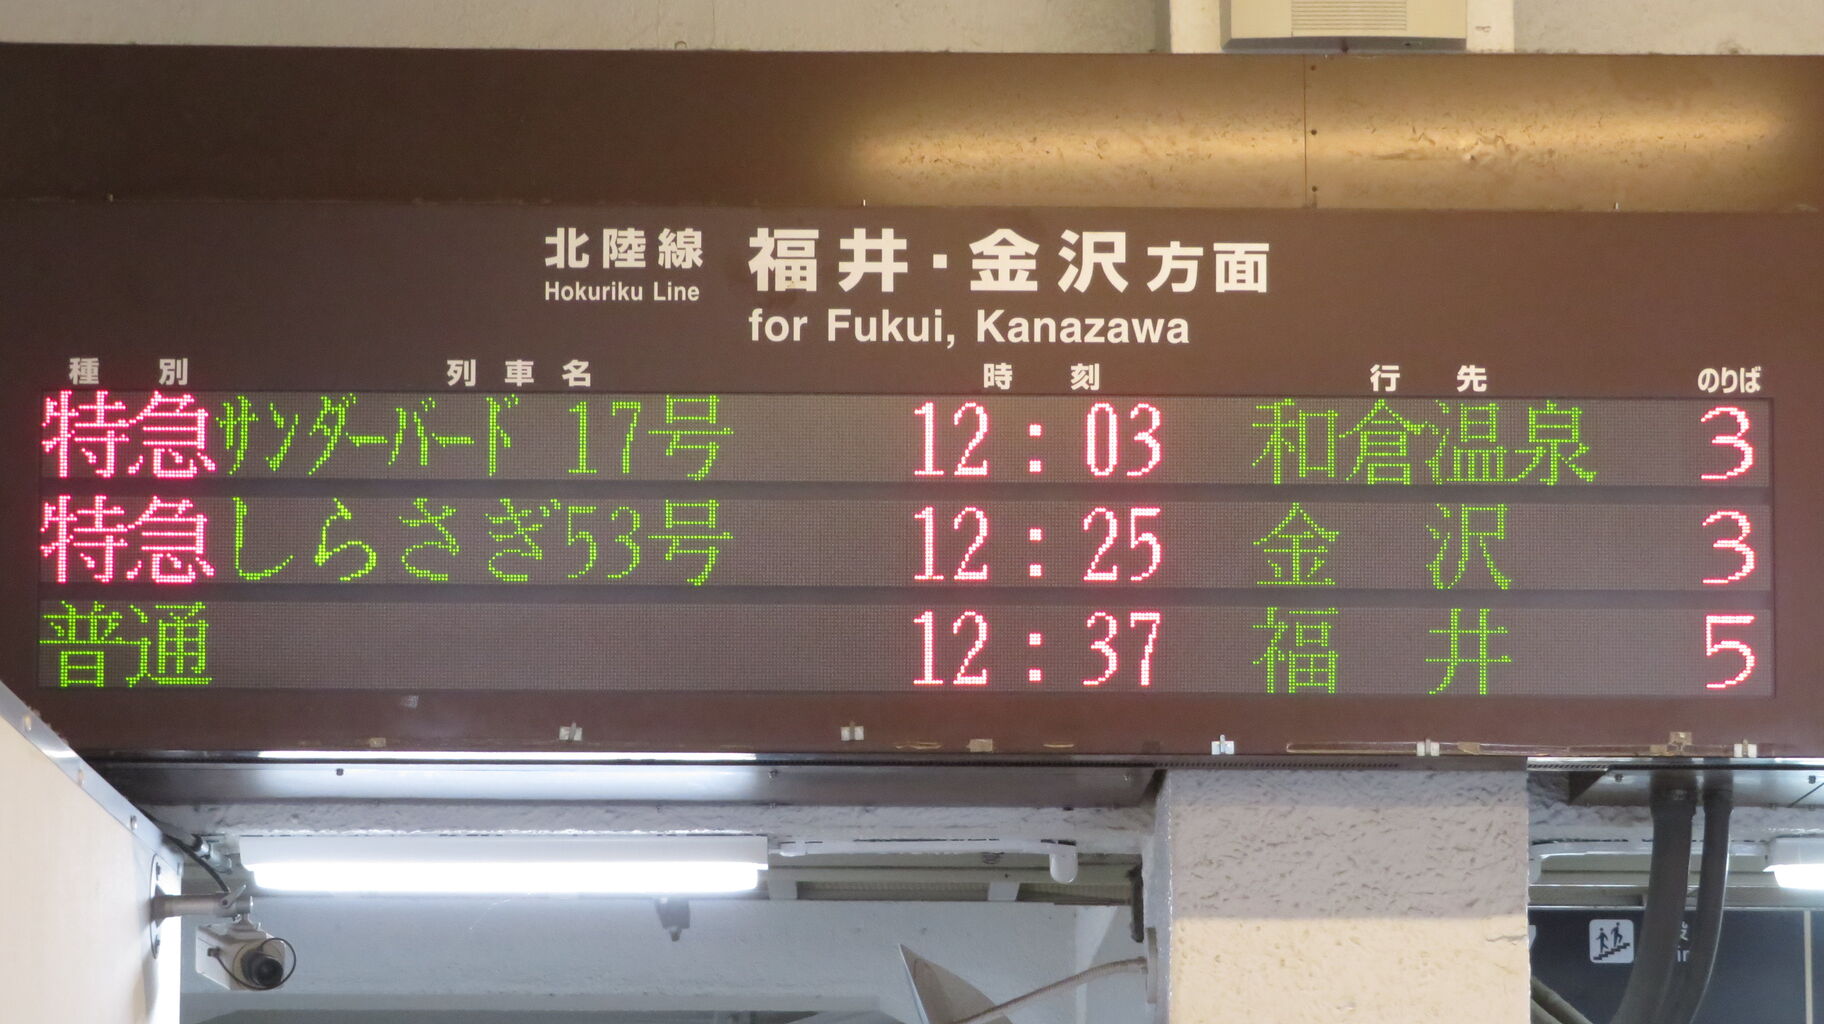 北陸線 福井・金沢方面
Hokuriku Line for Fukui, Kanazawa
種別 列車名 時刻 行先 のりば
特急 サンダーバード 17号 12:03 和倉温泉 3
特急 しらさぎ53号 12:25 金沢 3
普通 12:37 福井 5